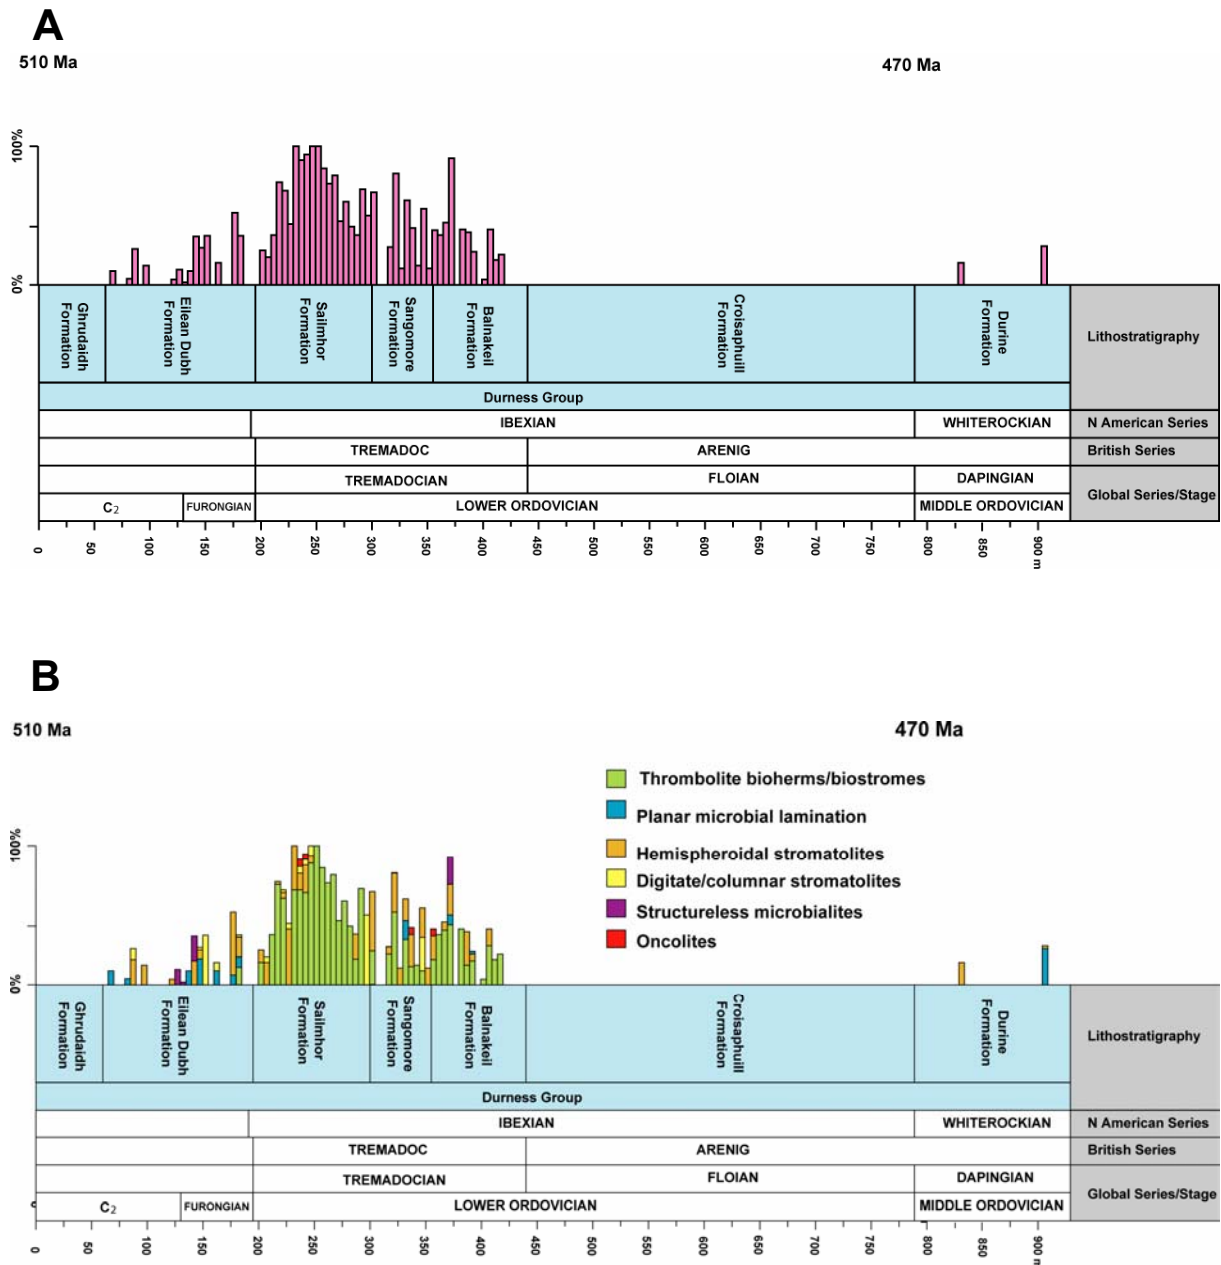 A
510 Ma
470 Ma
100%
0%
Ghrudaidh
Formation
Eilean Dubh
Formation
Sailmhor
Formation
Sangomore
Formation
Balnakeil
Formation
Croisaphuill
Formation
Durine
Formation
Lithostratigraphy
Durness Group
IBEXIAN
WHITEROCKIAN
N American Series
TREMADOC
ARENIG
British Series
TREMADOCIAN
FLOIAN
DAPINGIAN
Global Series/Stage
C2
FURONGIAN
LOWER ORDOVICIAN
MIDDLE ORDOVICIAN
0 50 100 150 200 250 300 350 400 450 500 550 600 650 700 750 800 850 900 m
B
510 Ma
470 Ma
Thrombolite bioherms/biostromes
Planar microbial lamination
Hemispheroidal stromatolites
Digitate/columnar stromatolites
Structureless microbialites
Oncolites
100%
0%
Ghrudaidh
Formation
Eilean Dubh
Formation
Sailmhor
Formation
Sangomore
Formation
Balnakeil
Formation
Croisaphuill
Formation
Durine
Formation
Lithostratigraphy
Durness Group
IBEXIAN
WHITEROCKIAN
N American Series
TREMADOC
ARENIG
British Series
TREMADOCIAN
FLOIAN
DAPINGIAN
Global Series/Stage
C2
FURONGIAN
LOWER ORDOVICIAN
MIDDLE ORDOVICIAN
0 50 100 150 200 250 300 350 400 450 500 550 600 650 700 750 800 850 900 m